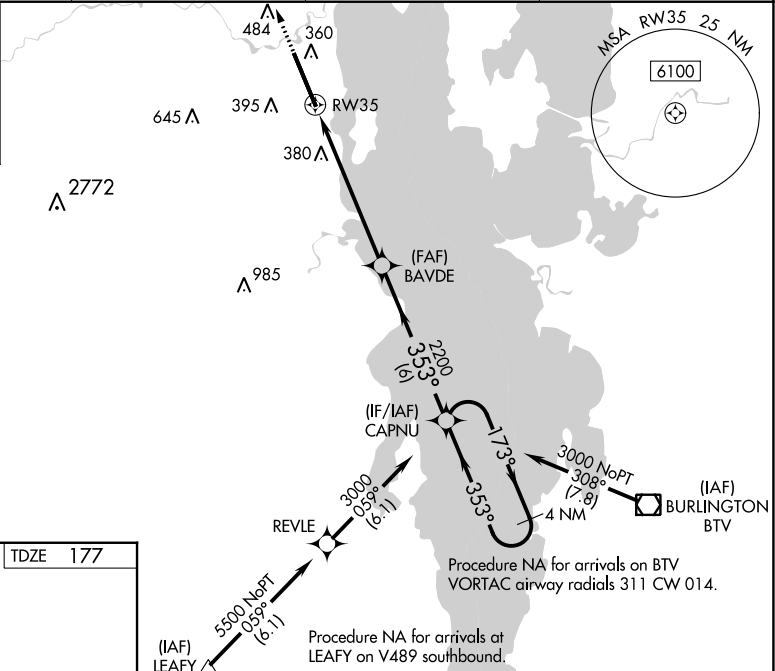 484
360
MSA RW35 25 NM
6100
645
395
RW35
380
2772
985
(FAF)
BAVDE
2200
353°
(6)
(IF/IAF)
CAPNU
173°
353°
4 NM
3000 NoPT
308°
(7.8)
(IAF)
BURLINGTON
BTV
3000
059°
(6.1)
REVLE
TDZE 177
Procedure NA for arrivals on BTV
VORTAC airway radials 311 CW 014.
5500 NoPT
059°
(6.1)
(IAF)
LEAFY
Procedure NA for arrivals at
LEAFY on V489 southbound.